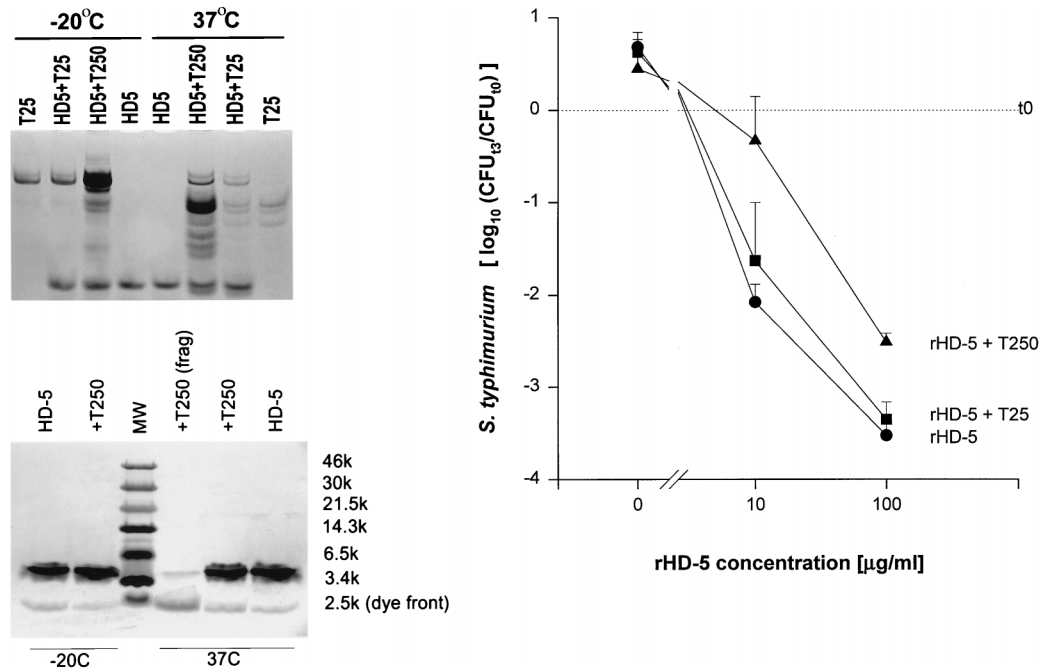 -20°C 37°C
T25 HD5+T25 HD5+T250 HD5 HD5 HD5+T250 HD5+T25 T25
HD-5 +T250 MW +T250 (frag) +T250 HD-5
46k
30k
21.5k
14.3k
6.5k
3.4k
2.5k (dye front)
-20C 37C
S. typhimurium [ log10 (CFUt3/CFUt0) ]
1
0
-1
-2
-3
-4
t0
rHD-5 + T250
rHD-5 + T25
rHD-5
0 10 100
rHD-5 concentration [µg/ml]